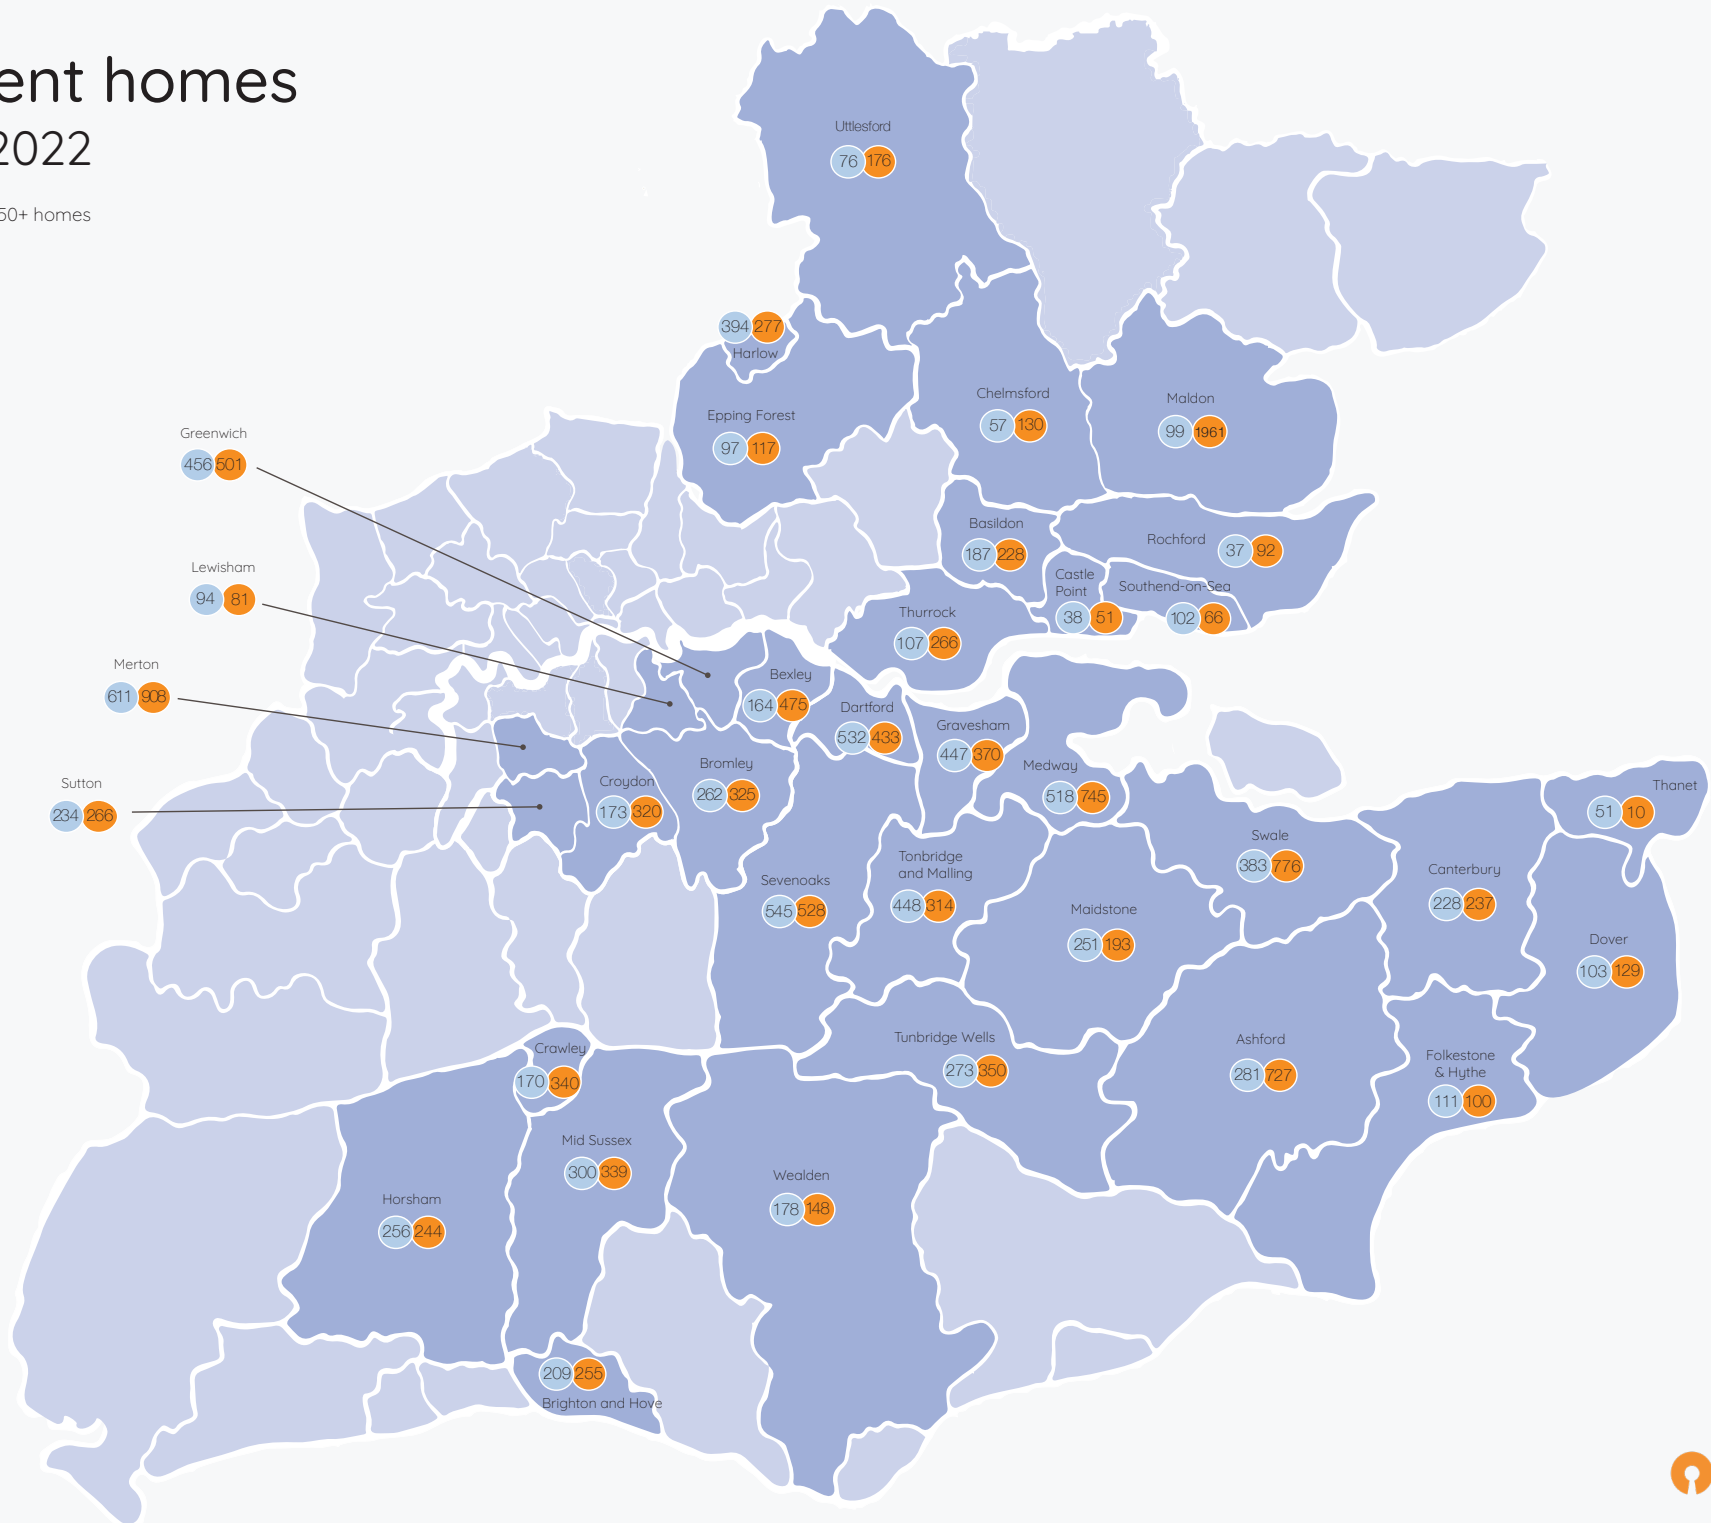 ent homes
2022
50+ homes
Uttlesford
76 176
394 277
Harlow
Epping Forest
97 117
Chelmsford
57 130
Maldon
99 1961
Greenwich
456 501
Basildon
187 228
Rochford 37 92
Castle
Point
38 51
Southend-on-Sea
102 66
Lewisham
94 81
Thurrock
107 266
Merton
611 908
Bexley
164 475
Dartford
532 433
Gravesham
447 370
Medway
518 745
Sutton
234 266
Croydon
173 320
Bromley
262 325
Thanet
51 10
Swale
383 776
Sevenoaks
545 528
Tonbridge
and Malling
448 314
Maidstone
251 193
Canterbury
228 237
Dover
103 129
Crawley
170 340
Tunbridge Wells
273 350
Ashford
281 727
Folkestone
& Hythe
111 100
Mid Sussex
300 339
Wealden
178 148
Horsham
256 244
209 255
Brighton and Hove